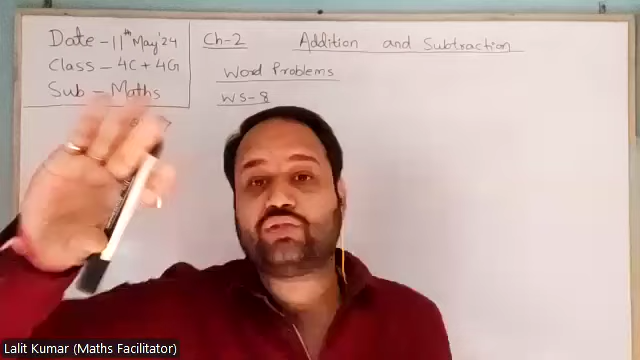 Date - 11th May'24
Class - 4C + 4G
Sub - Maths
Ch-2 Addition and Subtraction
Word Problems
WS-8
Lalit Kumar (Maths Facilitator)